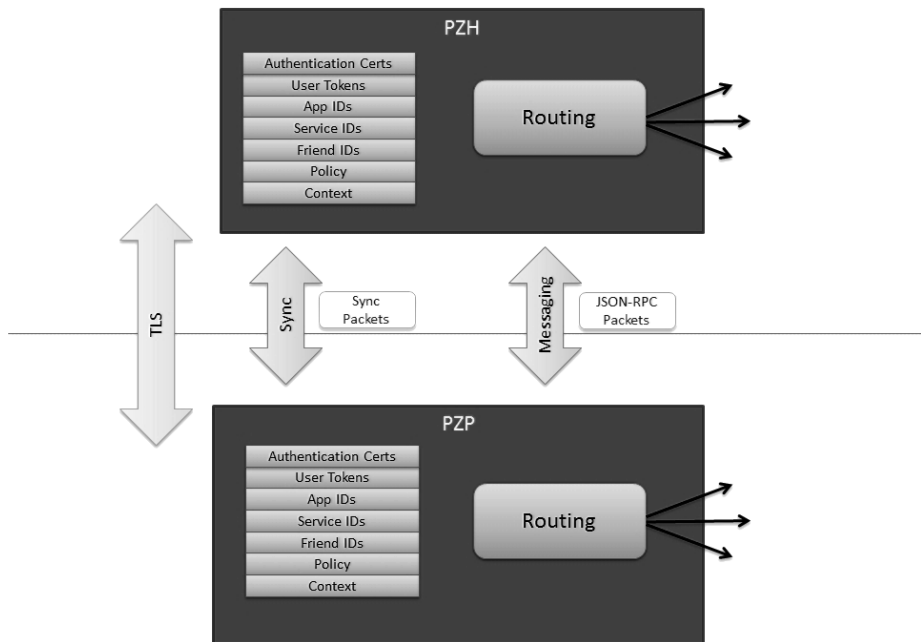 PZH
Authentication Certs
User Tokens
App IDs
Service IDs
Friend IDs
Policy
Context
Routing
TLS
Sync
Sync
Packets
Messaging
JSON-RPC
Packets
PZP
Authentication Certs
User Tokens
App IDs
Service IDs
Friend IDs
Policy
Context
Routing